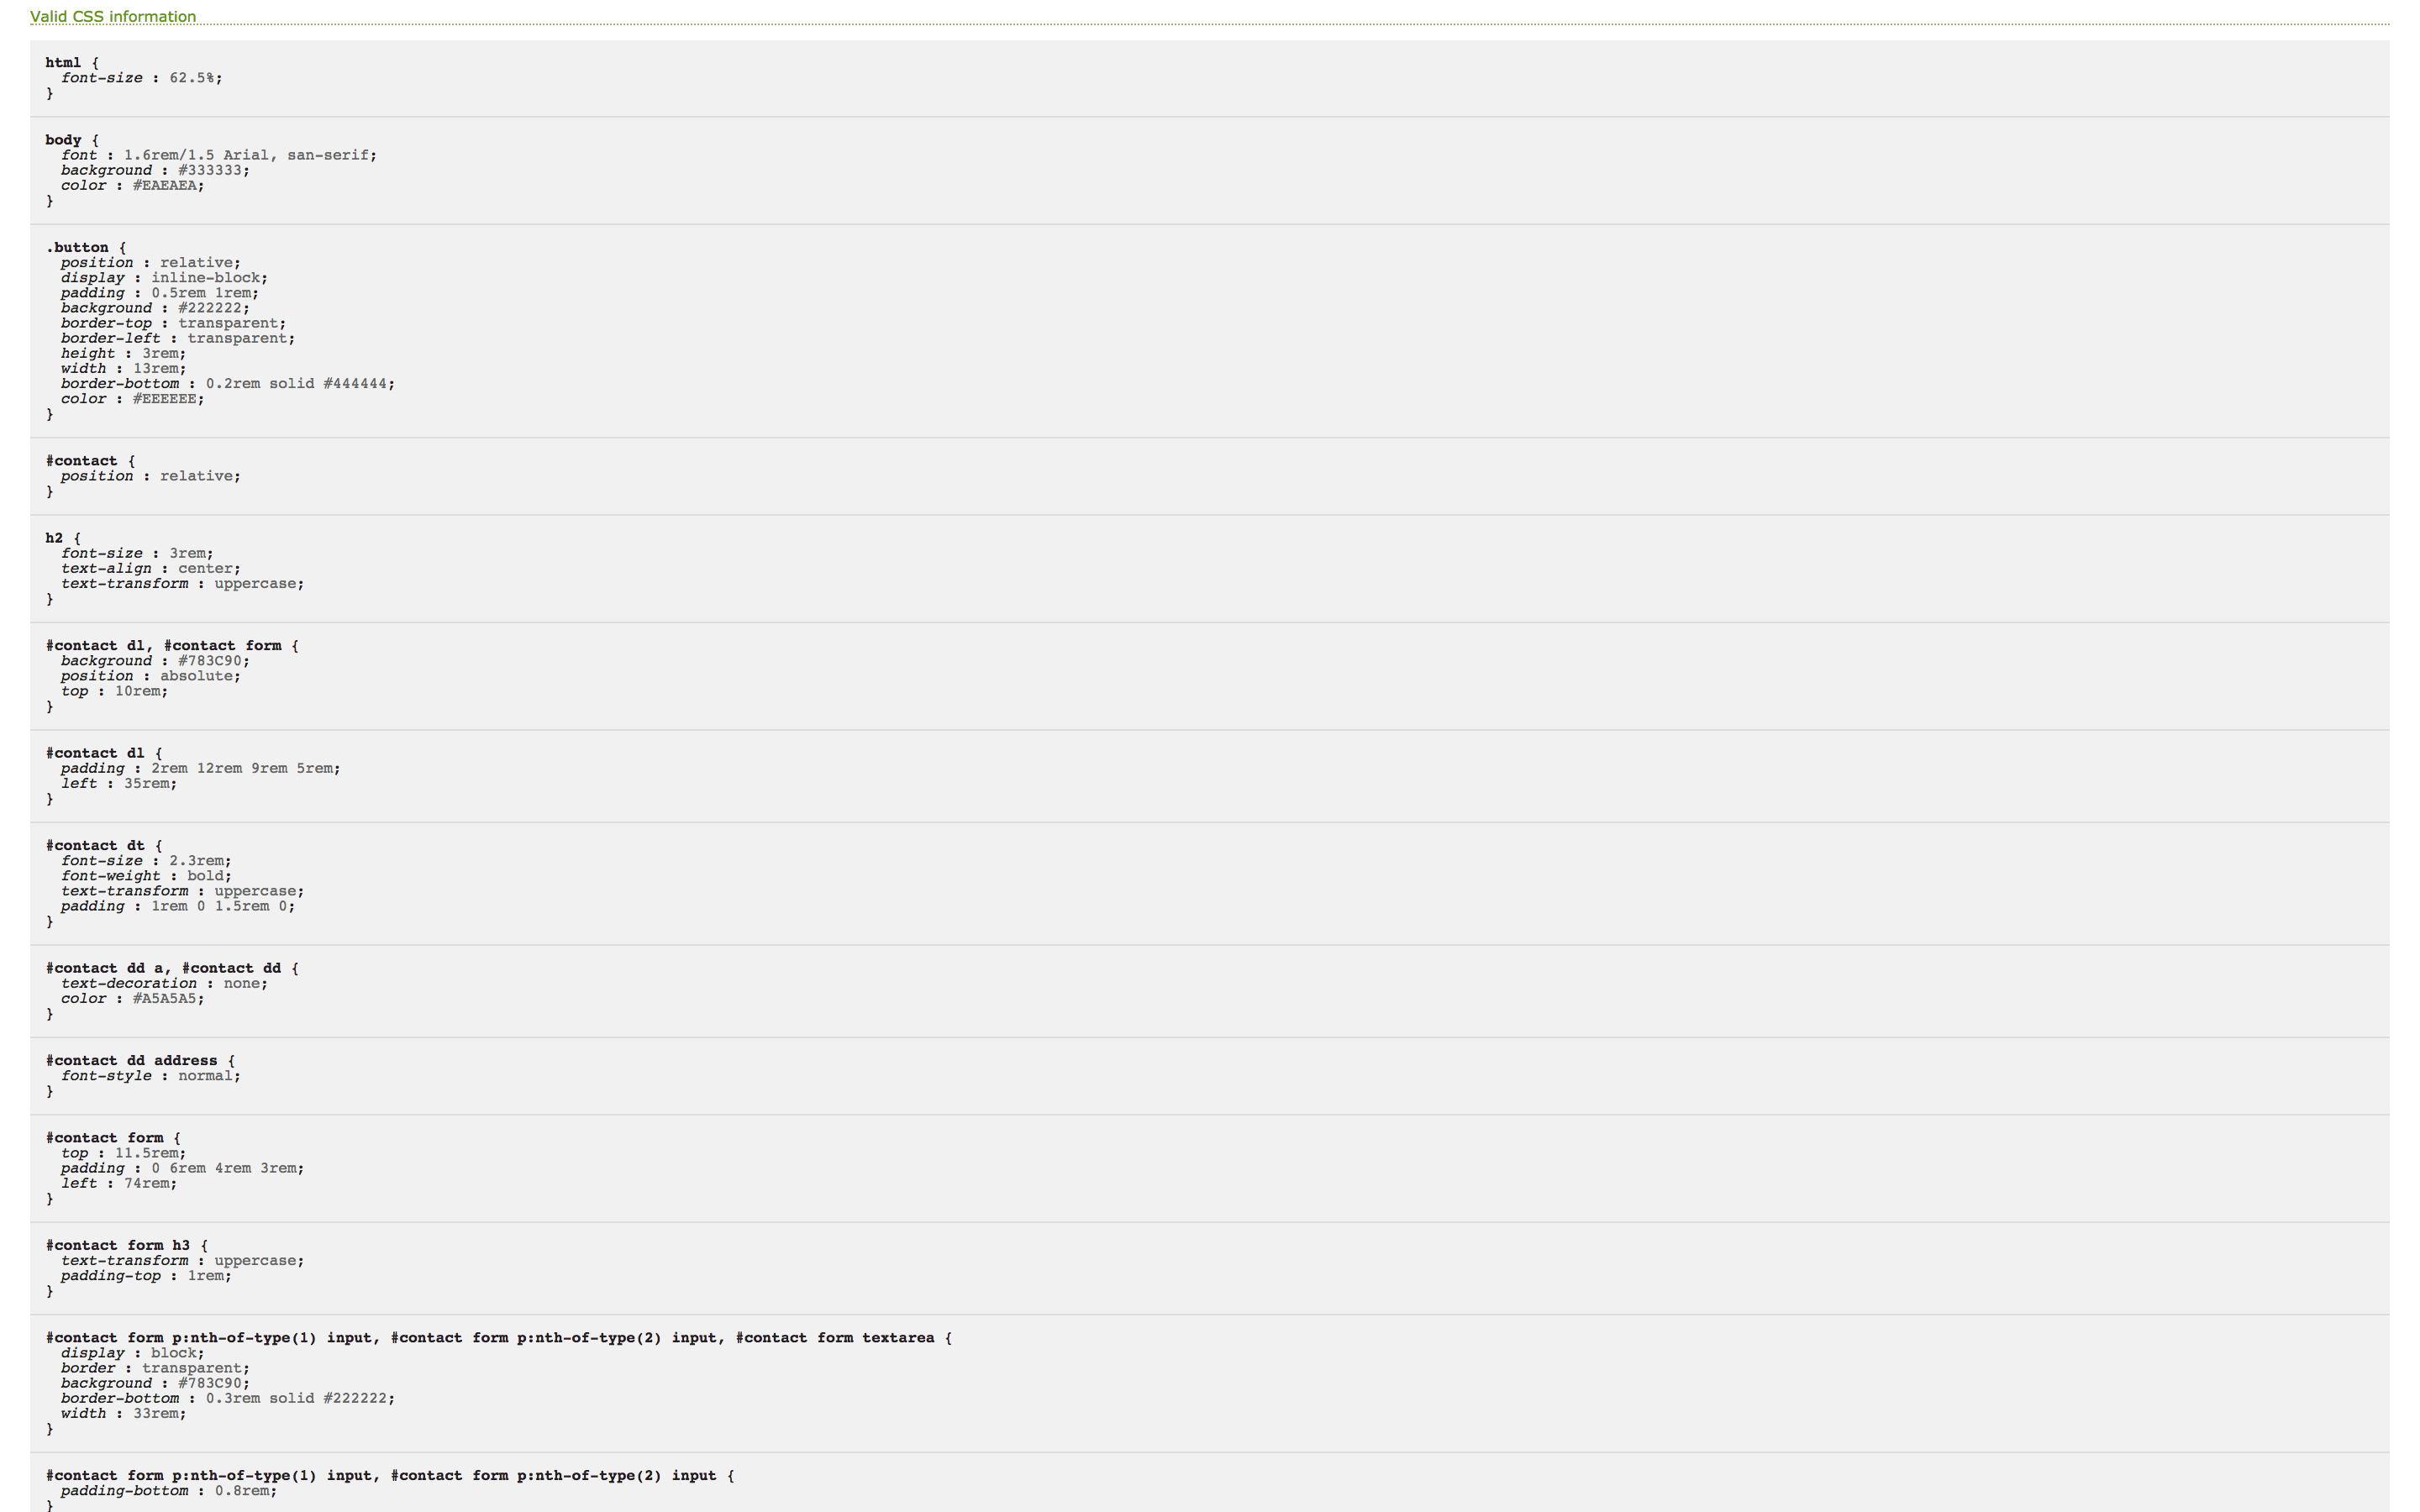 Valid CSS information
html {
font-size : 62.5%;
}
body {
font : 1.6rem/1.5 Arial, san-serif;
background : #333333;
color : #EAEAEA;
}
.button {
position : relative;
display : inline-block;
padding : 0.5rem 1rem;
background : #222222;
border-top : transparent;
border-left : transparent;
height : 3rem;
width : 13rem;
border-bottom : 0.2rem solid #444444;
color : #EEEEEE;
}
#contact {
position : relative;
}
h2 {
font-size : 3rem;
text-align : center;
text-transform : uppercase;
}
#contact dl, #contact form {
background : #783C90;
position : absolute;
top : 10rem;
}
#contact dl {
padding : 2rem 12rem 9rem 5rem;
left : 35rem;
}
#contact dt {
font-size : 2.3rem;
font-weight : bold;
text-transform : uppercase;
padding : 1rem 0 1.5rem 0;
}
#contact dd a, #contact dd {
text-decoration : none;
color : #A5A5A5;
}
#contact dd address {
font-style : normal;
}
#contact form {
top : 11.5rem;
padding : 0 6rem 4rem 3rem;
left : 74rem;
}
#contact form h3 {
text-transform : uppercase;
padding-top : 1rem;
}
#contact form p:nth-of-type(1) input, #contact form p:nth-of-type(2) input, #contact form textarea {
display : block;
border : transparent;
background : #783C90;
border-bottom : 0.3rem solid #222222;
width : 33rem;
}
#contact form p:nth-of-type(1) input, #contact form p:nth-of-type(2) input {
padding-bottom : 0.8rem;
}